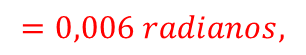 = 0,006 radianos,